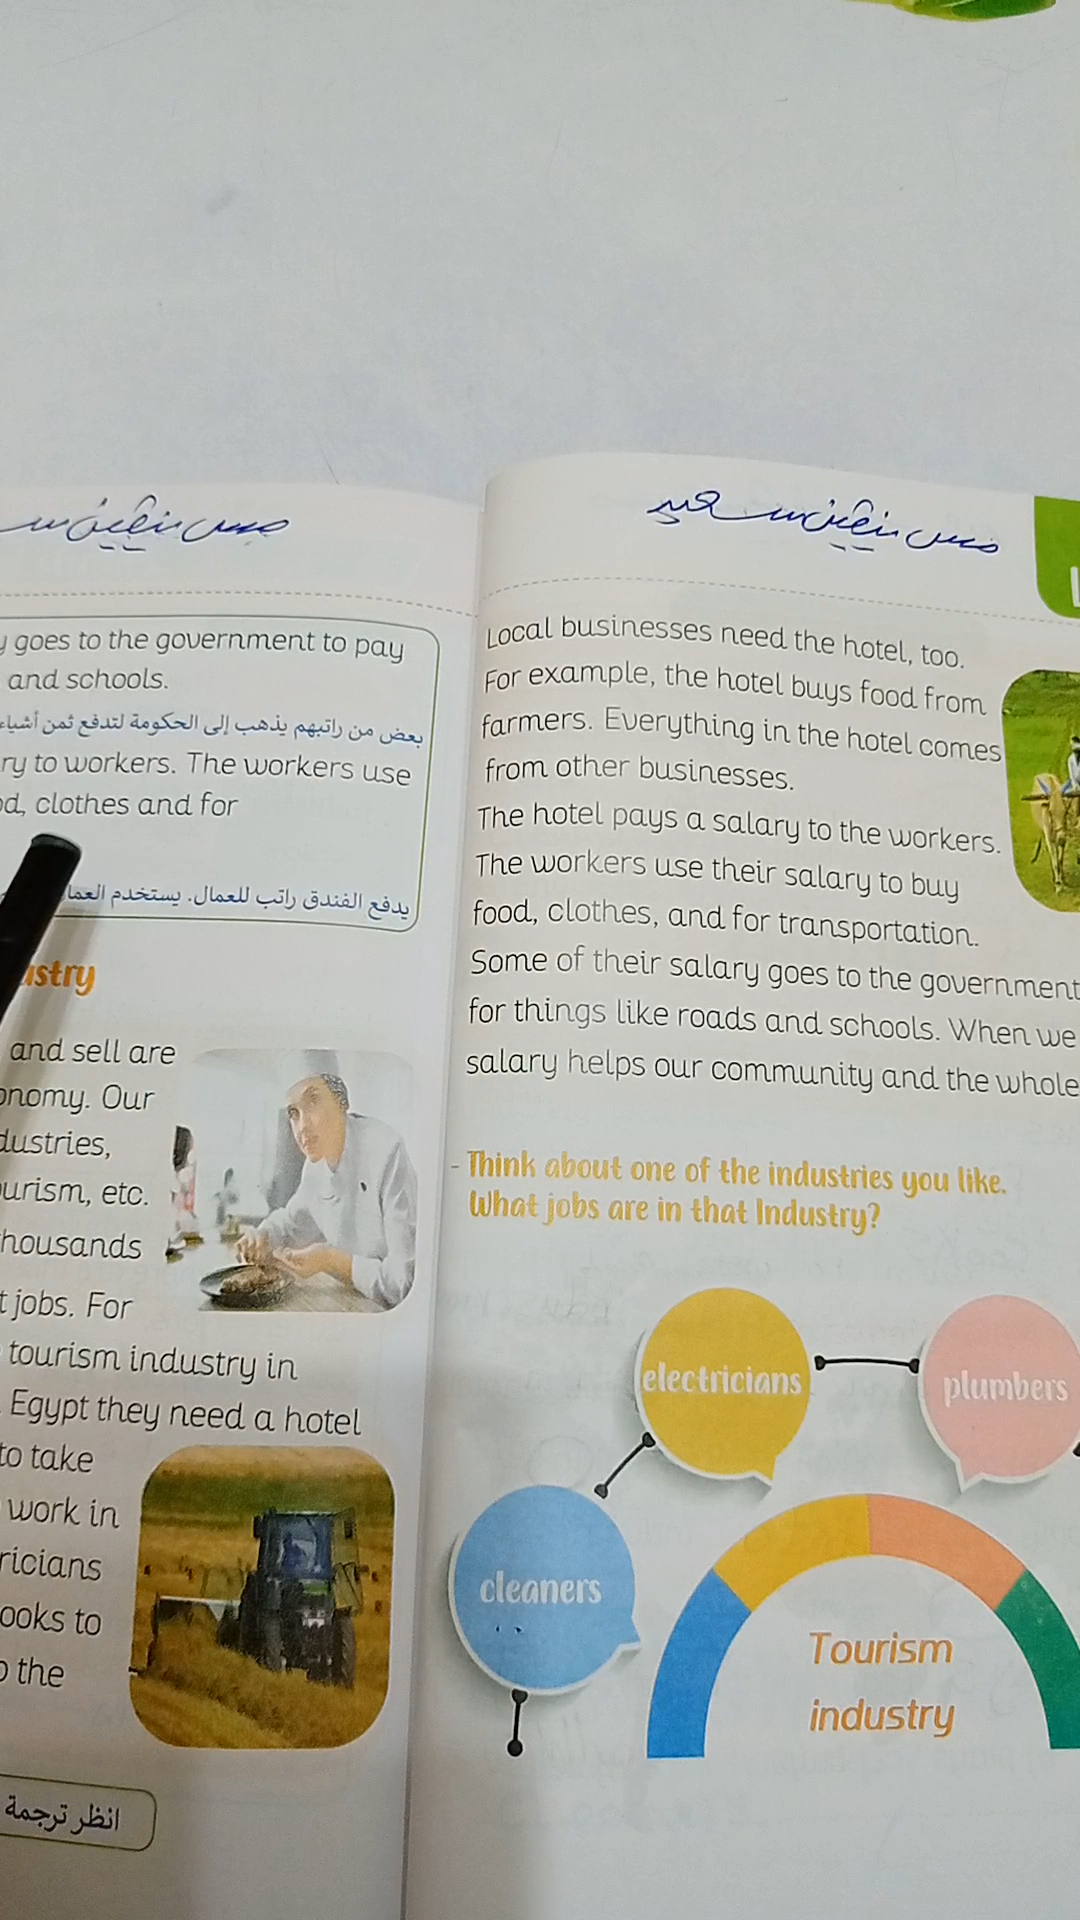 goes to the government to pay
and schools.
بعض من راتبهم يذهب إلى الحكومة لتدفع ثمن
ry to workers. The workers use
clothes and for
يدفع الفندق راتب للعمال. يستخدم
ustry
and sell are
onomy. Our
dustries,
urism, etc.
thousands
t jobs. For
tourism industry in
Egypt they need a hotel
to take
work in
ricians
ooks to
the
انظر ترجمة
Local businesses need the hotel, too.
For example, the hotel buys food from
farmers. Everything in the hotel comes
from other businesses.
The hotel pays a salary to the workers.
The workers use their salary to buy
food, clothes, and for transportation.
Some of their salary goes to the government
for things like roads and schools. When we
salary helps our community and the whole
- Think about one of the industries you like.
What jobs are in that Industry?
electricians
plumbers
cleaners
Tourism
industry